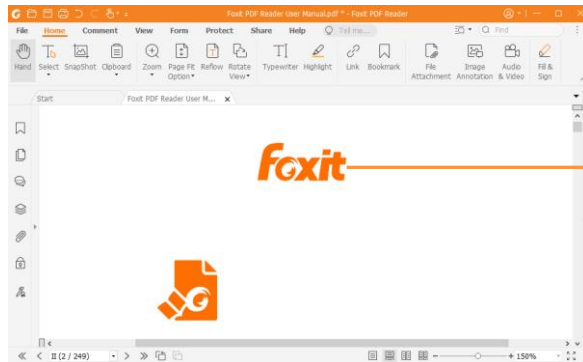 Foxit PDF Reader User Manual.pdf * - Foxit PDF Reader
File Home Comment View Form Protect Share Help Tell me... Find
Hand Select SnapShot Clipboard Zoom Page Fit Option Reflow Rotate View Typewriter Highlight Link Bookmark File Attachment Image Annotation Audio & Video Fill & Sign
Start Foxit PDF Reader User M...
foxit
II (2 / 249) 150%